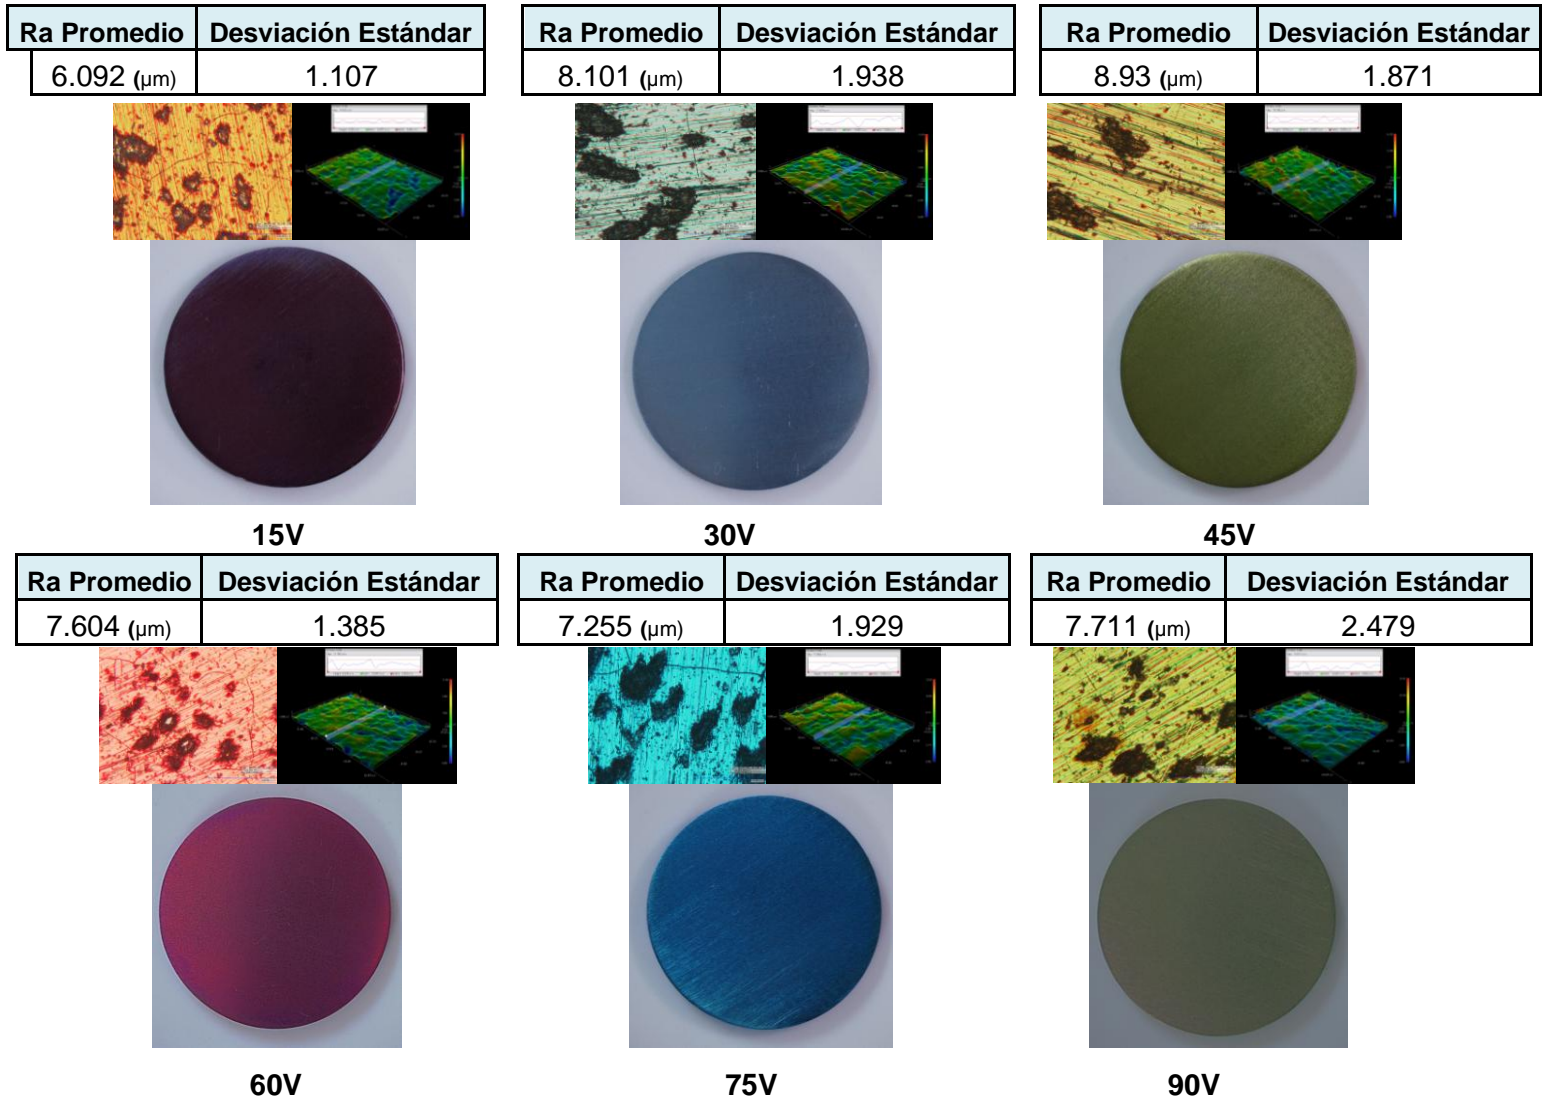 Ra Promedio Desviación Estándar
6.092 (µm) 1.107
Ra Promedio Desviación Estándar
8.101 (µm) 1.938
Ra Promedio Desviación Estándar
8.93 (µm) 1.871
15V
30V
45V
Ra Promedio Desviación Estándar
7.604 (µm) 1.385
Ra Promedio Desviación Estándar
7.255 (µm) 1.929
Ra Promedio Desviación Estándar
7.711 (µm) 2.479
60V
75V
90V